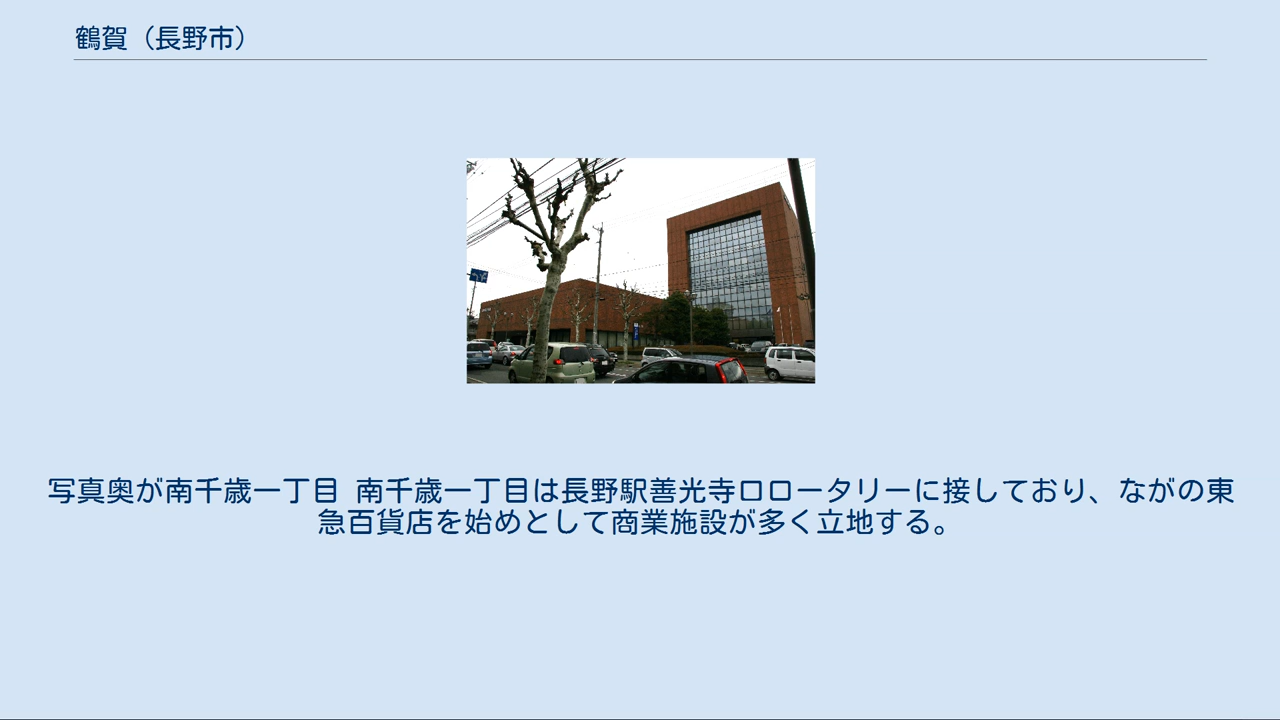 鶴賀（長野市）
写真奥が南千歳一丁目 南千歳一丁目は長野駅善光寺口ロータリーに接しており、ながの東
急百貨店を始めとして商業施設が多く立地する。